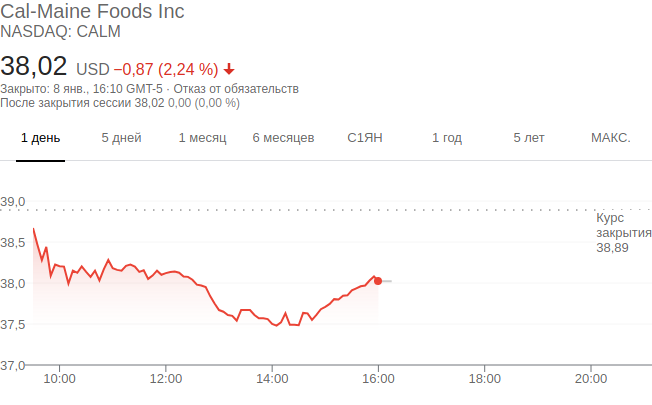 Cal-Maine Foods Inc
NASDAQ: CALM
38,02 USD −0,87 (2,24 %)
Закрыто: 8 янв., 16:10 GMT-5 · Отказ от обязательств
После закрытия сессии 38,02 0,00 (0,00 %)
1 день 5 дней 1 месяц 6 месяцев С1ЯН 1 год 5 лет МАКС.
39,0
Курс
закрытия
38,89
38,5
38,0
37,5
37,0
10:00 12:00 14:00 16:00 18:00 20:00